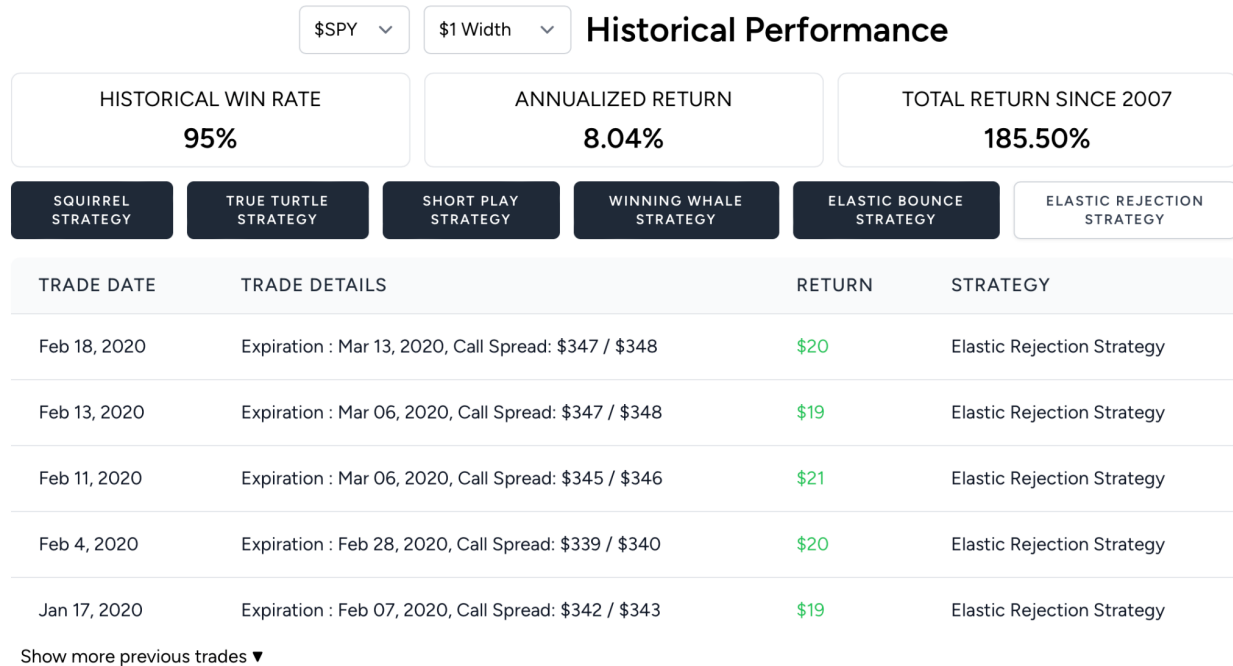 $SPY $1 Width Historical Performance
HISTORICAL WIN RATE
95%
ANNUALIZED RETURN
8.04%
TOTAL RETURN SINCE 2007
185.50%
SQUIRREL
STRATEGY
TRUE TURTLE
STRATEGY
SHORT PLAY
STRATEGY
WINNING WHALE
STRATEGY
ELASTIC BOUNCE
STRATEGY
ELASTIC REJECTION
STRATEGY
TRADE DATE TRADE DETAILS RETURN STRATEGY
Feb 18, 2020 Expiration : Mar 13, 2020, Call Spread: $347 / $348 $20 Elastic Rejection Strategy
Feb 13, 2020 Expiration : Mar 06, 2020, Call Spread: $347 / $348 $19 Elastic Rejection Strategy
Feb 11, 2020 Expiration : Mar 06, 2020, Call Spread: $345 / $346 $21 Elastic Rejection Strategy
Feb 4, 2020 Expiration : Feb 28, 2020, Call Spread: $339 / $340 $20 Elastic Rejection Strategy
Jan 17, 2020 Expiration : Feb 07, 2020, Call Spread: $342 / $343 $19 Elastic Rejection Strategy
Show more previous trades ▼